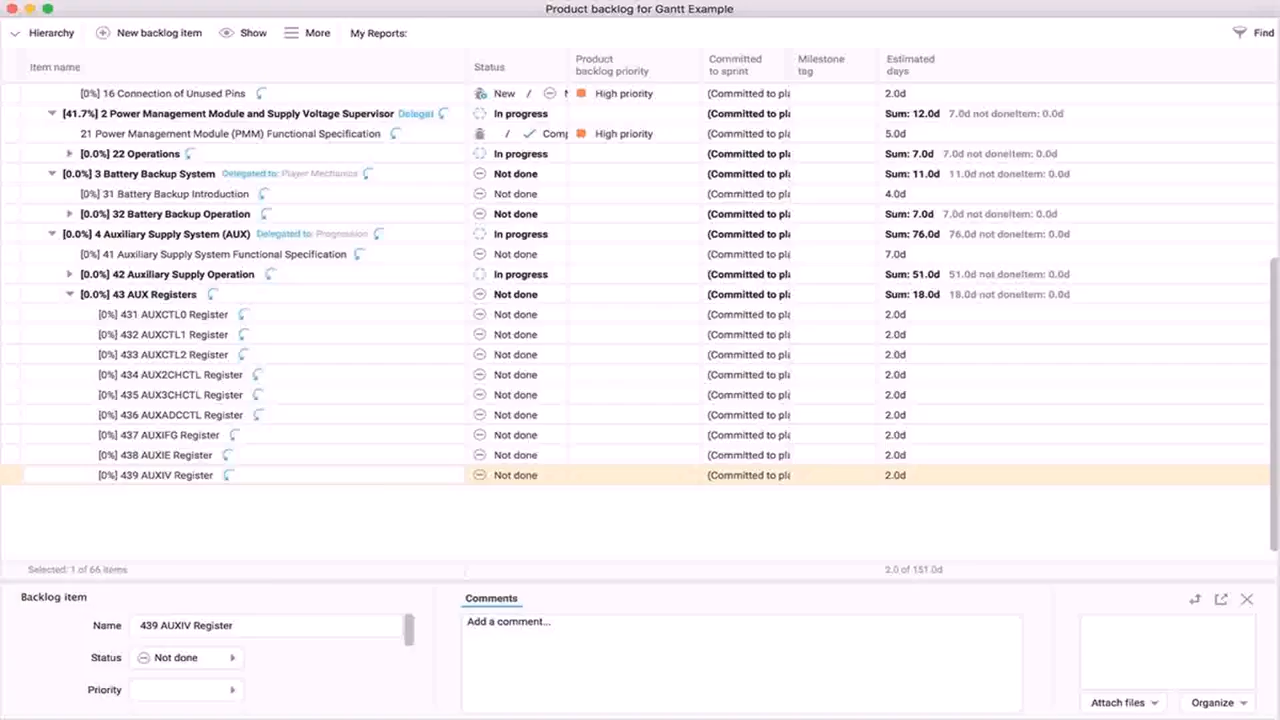 Product backlog for Gantt Example
Hierarchy New backlog item Show More My Reports: Find
Item name Status Product backlog priority Committed to sprint Milestone tag Estimated days
[0%] 16 Connection of Unused Pins New / High priority (Committed to pla 2.0d
[41.7%] 2 Power Management Module and Supply Voltage Supervisor Delegat In progress (Committed to pla Sum: 12.0d 7.0d not doneItem: 0.0d
21 Power Management Module (PMM) Functional Specification / Comp High priority (Committed to pla 5.0d
[0.0%] 22 Operations In progress (Committed to pla Sum: 7.0d 7.0d not doneItem: 0.0d
[0.0%] 3 Battery Backup System Delegated to: Player Mechanics Not done (Committed to pla Sum: 11.0d 11.0d not doneItem: 0.0d
[0%] 31 Battery Backup Introduction Not done (Committed to pla 4.0d
[0.0%] 32 Battery Backup Operation Not done (Committed to pla Sum: 7.0d 7.0d not doneItem: 0.0d
[0.0%] 4 Auxiliary Supply System (AUX) Delegated to: Progression In progress (Committed to pla Sum: 76.0d 76.0d not doneItem: 0.0d
[0%] 41 Auxiliary Supply System Functional Specification Not done (Committed to pla 7.0d
[0.0%] 42 Auxiliary Supply Operation In progress (Committed to pla Sum: 51.0d 51.0d not doneItem: 0.0d
[0.0%] 43 AUX Registers Not done (Committed to pla Sum: 18.0d 18.0d not doneItem: 0.0d
[0%] 431 AUXCTL0 Register Not done (Committed to pla 2.0d
[0%] 432 AUXCTL1 Register Not done (Committed to pla 2.0d
[0%] 433 AUXCTL2 Register Not done (Committed to pla 2.0d
[0%] 434 AUX2CHCTL Register Not done (Committed to pla 2.0d
[0%] 435 AUX3CHCTL Register Not done (Committed to pla 2.0d
[0%] 436 AUXADCCTL Register Not done (Committed to pla 2.0d
[0%] 437 AUXIFG Register Not done (Committed to pla 2.0d
[0%] 438 AUXIE Register Not done (Committed to pla 2.0d
[0%] 439 AUXIV Register Not done (Committed to pla 2.0d
Selected: 1 of 66 items 2.0 of 151.0d
Backlog item Comments
Name 439 AUXIV Register Add a comment...
Status Not done
Priority Attach files Organize